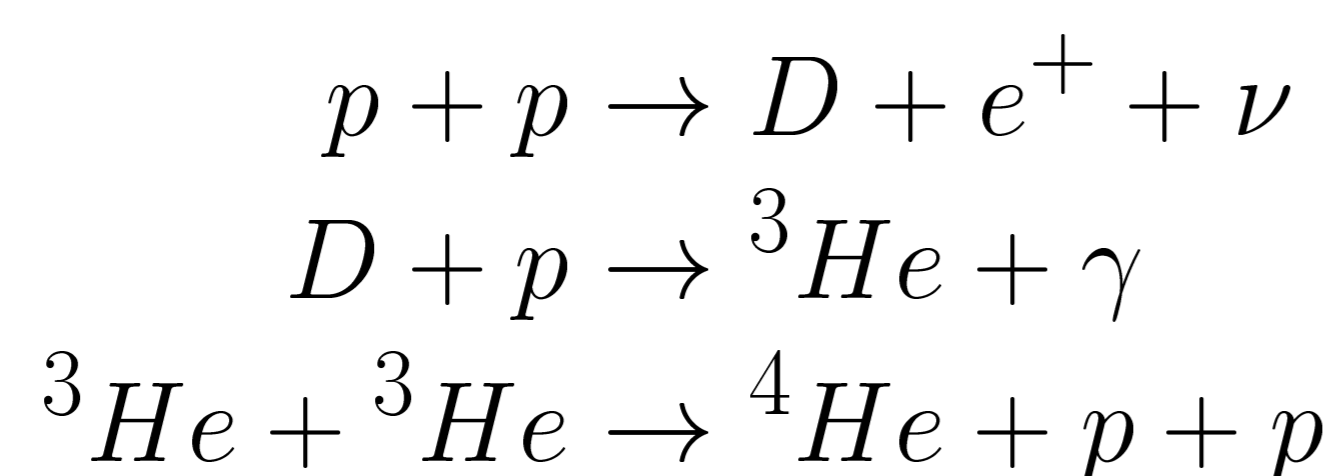 p + p → D + e⁺ + ν
D + p → ³He + γ
³He + ³He → ⁴He + p + p